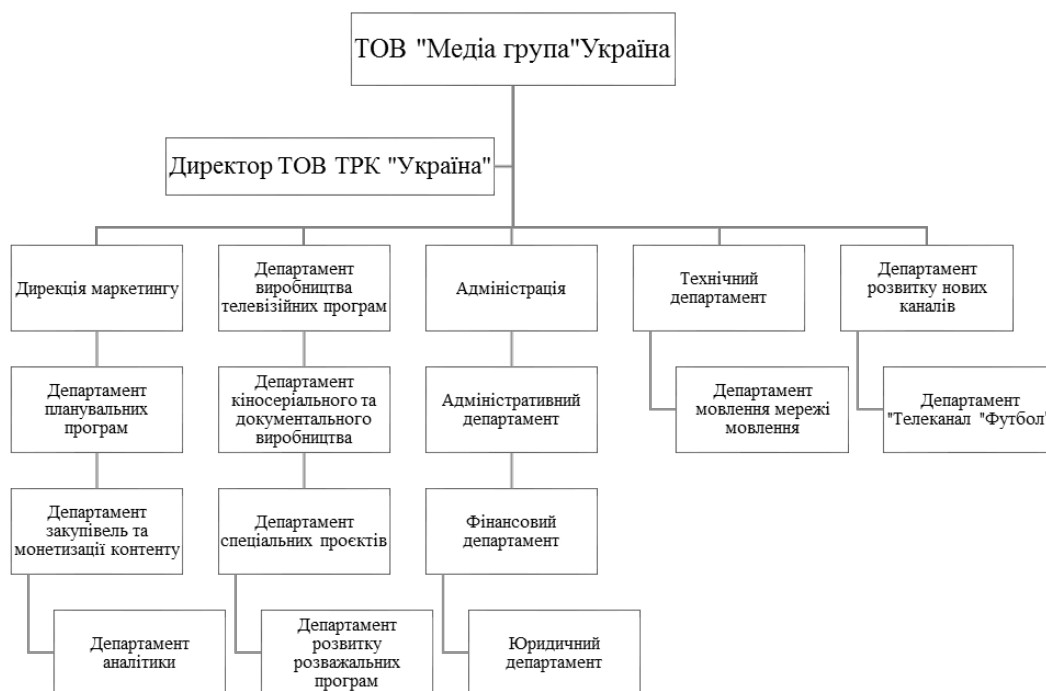 ТОВ "Медіа група"Україна
Директор ТОВ ТРК "Україна"
Дирекція маркетингу
Департамент
виробництва
телевізійних програм
Адміністрація
Технічний
департамент
Департамент
розвитку нових
каналів
Департамент
планувальних
програм
Департамент
кіносеріального та
документального
виробництва
Адміністративний
департамент
Департамент
мовлення мережі
мовлення
Департамент
"Телеканал "Футбол"
Департамент
закупівель та
монетизації контенту
Департамент
спеціальних проєктів
Фінансовий
департамент
Департамент
аналітики
Департамент
розвитку
розважальних
програм
Юридичний
департамент